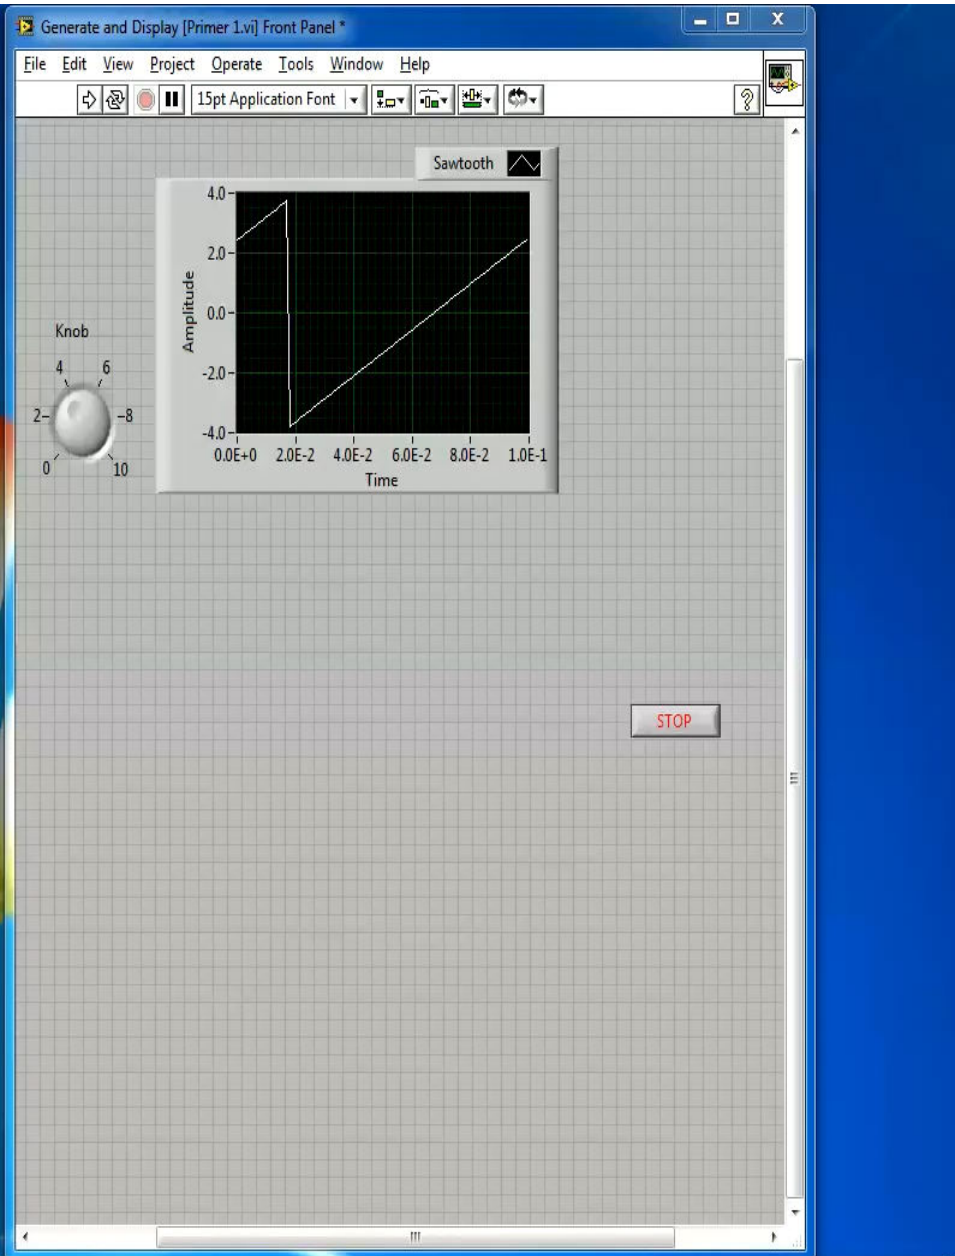 Generate and Display [Primer 1.vi] Front Panel *
File Edit View Project Operate Tools Window Help
15pt Application Font
?
Sawtooth
4.0
2.0
0.0
-2.0
-4.0
Amplitude
0.0E+0 2.0E-2 4.0E-2 6.0E-2 8.0E-2 1.0E-1
Time
Knob
4 6
2 8
0 10
STOP